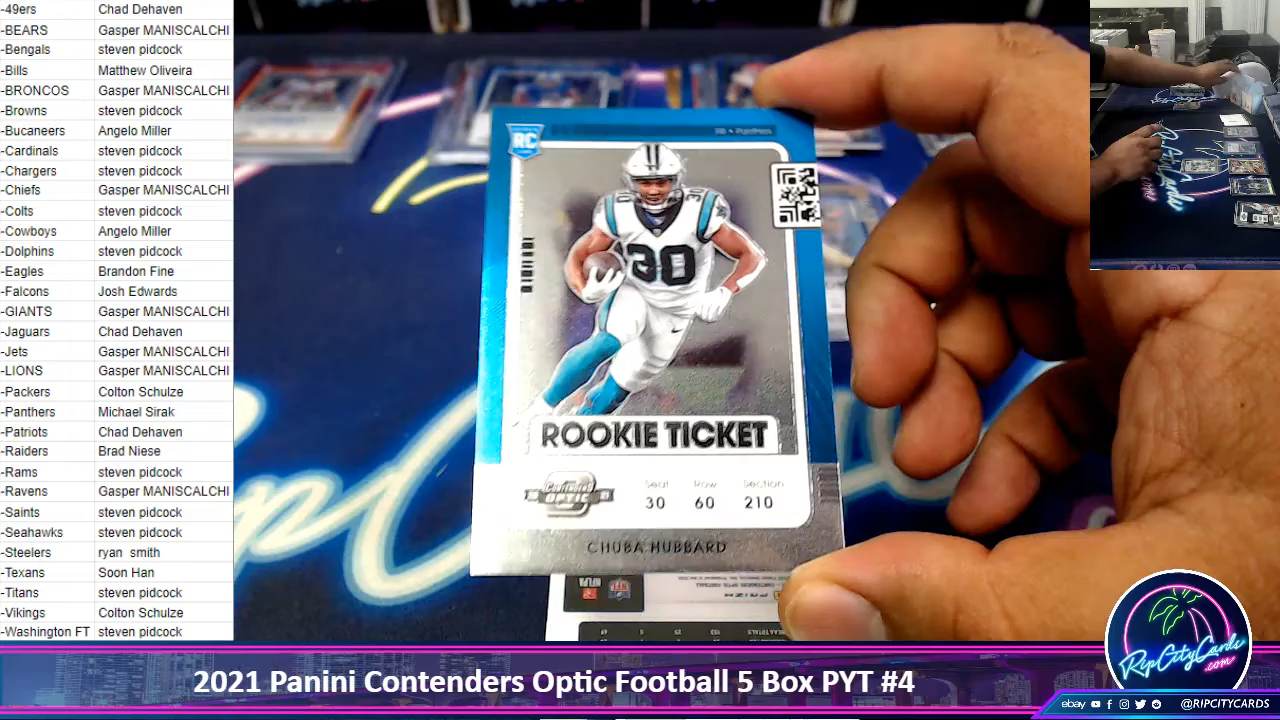 -49ers Chad Dehaven
-BEARS Gasper MANISCALCHI
-Bengals steven pidcock
-Bills Matthew Oliveira
-BRONCOS Gasper MANISCALCHI
-Browns steven pidcock
-Bucaneers Angelo Miller
-Cardinals steven pidcock
-Chargers steven pidcock
-Chiefs Gasper MANISCALCHI
-Colts steven pidcock
-Cowboys Angelo Miller
-Dolphins steven pidcock
-Eagles Brandon Fine
-Falcons Josh Edwards
-GIANTS Gasper MANISCALCHI
-Jaguars Chad Dehaven
-Jets Gasper MANISCALCHI
-LIONS Gasper MANISCALCHI
-Packers Colton Schulze
-Panthers Michael Sirak
-Patriots Chad Dehaven
-Raiders Brad Niese
-Rams steven pidcock
-Ravens Gasper MANISCALCHI
-Saints steven pidcock
-Seahawks steven pidcock
-Steelers ryan smith
-Texans Soon Han
-Titans steven pidcock
-Vikings Colton Schulze
-Washington FT steven pidcock
RC
RB • Panthers
30
ROOKIE TICKET
CONTENDERS
OPTIC
Seat Row Section
30 60 210
CHUBA HUBBARD
RipCityCards
.com
2021 Panini Contenders Optic Football 5 Box PYT #4
ebay @RIPCITYCARDS